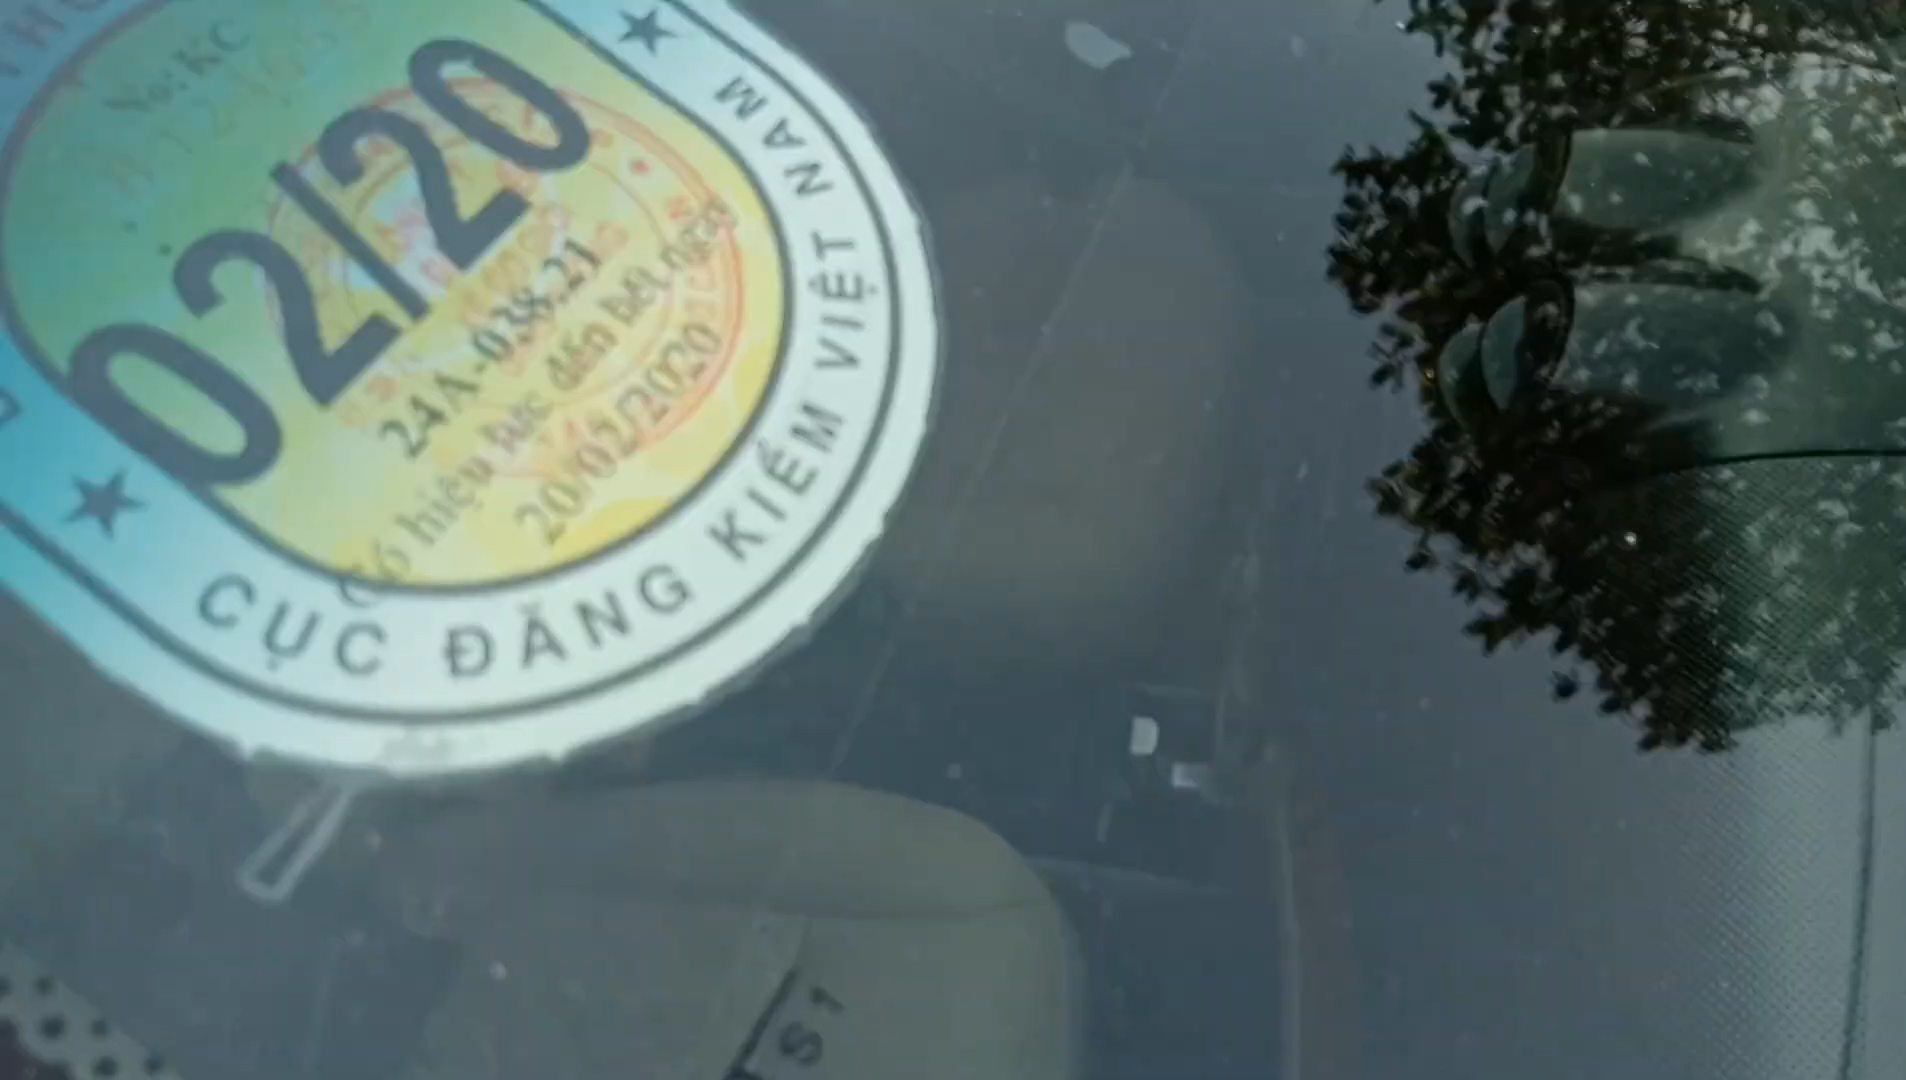 02/20
24A-038.21
Có hiệu lực đến hết ngày
20/02/2020
CỤC ĐĂNG KIỂM VIỆT NAM
S1